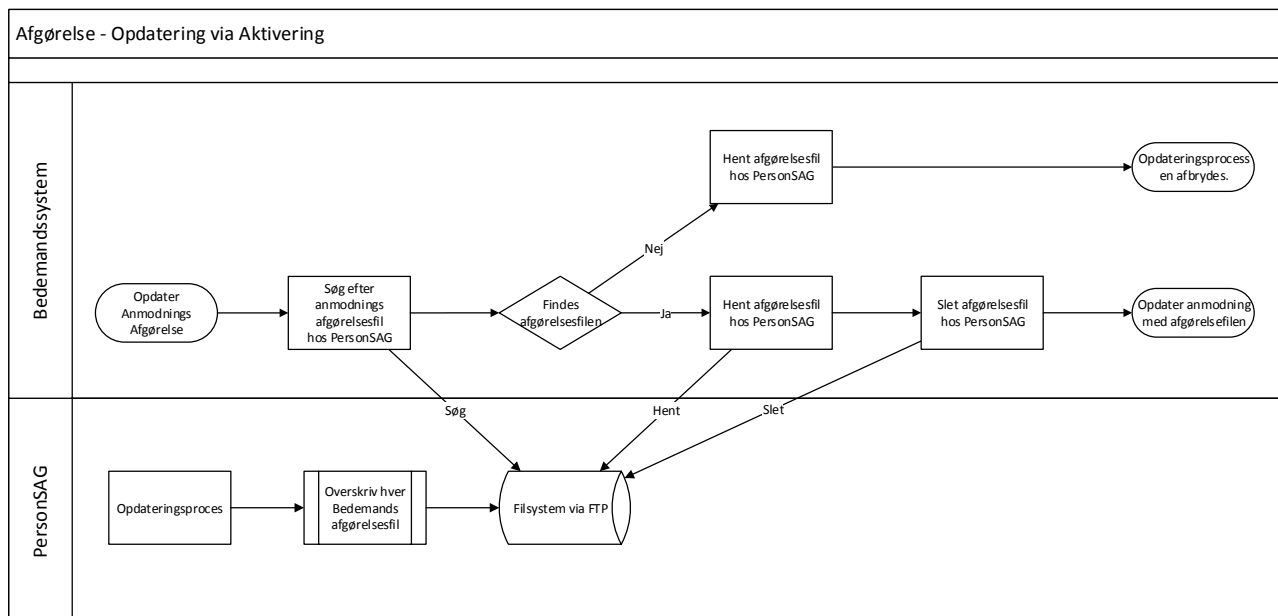 Afgørelse - Opdatering via Aktivering
Bedemandssystem
Hent afgørelsesfil
hos PersonSAG
Opdateringsprocess
en afbrydes.
Nej
Opdater
Anmodnings
Afgørelse
Søg efter
anmodnings
afgørelsesfil
hos PersonSAG
Findes
afgørelsesfilen
Ja
Hent afgørelsesfil
hos PersonSAG
Slet afgørelsesfil
hos PersonSAG
Opdater anmodning
med afgørelsefilen
Søg
Hent
Slet
PersonSAG
Opdateringsproces
Overskriv hver
Bedemands
afgørelsesfil
Filsystem via FTP